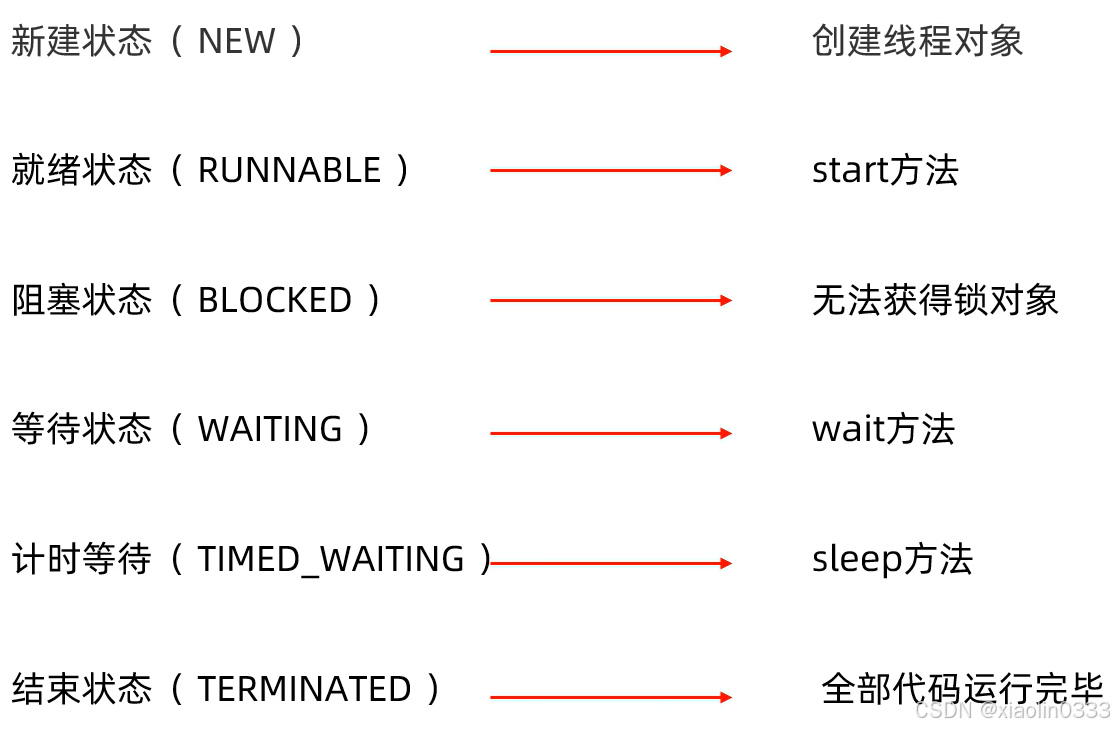 新建状态（ NEW ） 创建线程对象
就绪状态（ RUNNABLE ） start方法
阻塞状态（ BLOCKED ） 无法获得锁对象
等待状态（ WAITING ） wait方法
计时等待（ TIMED_WAITING ） sleep方法
结束状态（ TERMINATED ） 全部代码运行完毕
CSDN @xiaolin0333